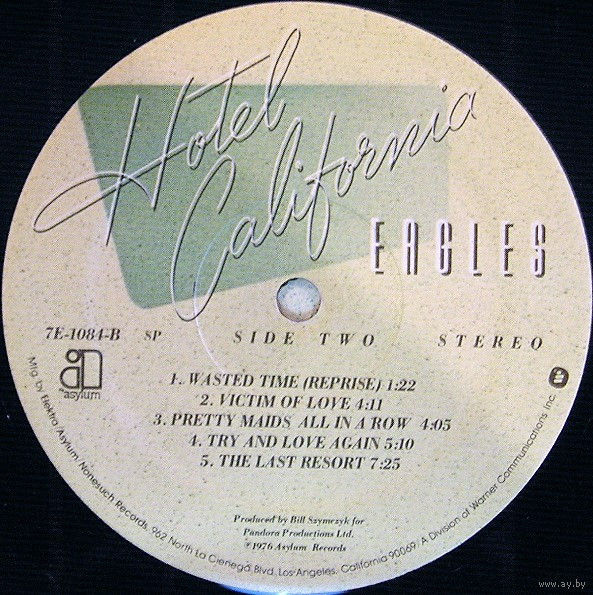 Hotel
California
EAGLES
7E-1084-B SP SIDE TWO STEREO
asylum
1. WASTED TIME (REPRISE) 1:22
2. VICTIM OF LOVE 4:11
3. PRETTY MAIDS ALL IN A ROW 4:05
4. TRY AND LOVE AGAIN 5:10
5. THE LAST RESORT 7:25
Produced by Bill Szymczyk for
Pandora Productions Ltd.
℗1976 Asylum Records
Mfg. by Elektra/Asylum/Nonesuch Records, 962 North La Cienega Blvd., Los Angeles, California 90069. A Division of Warner Communications Inc.
www.ay.by